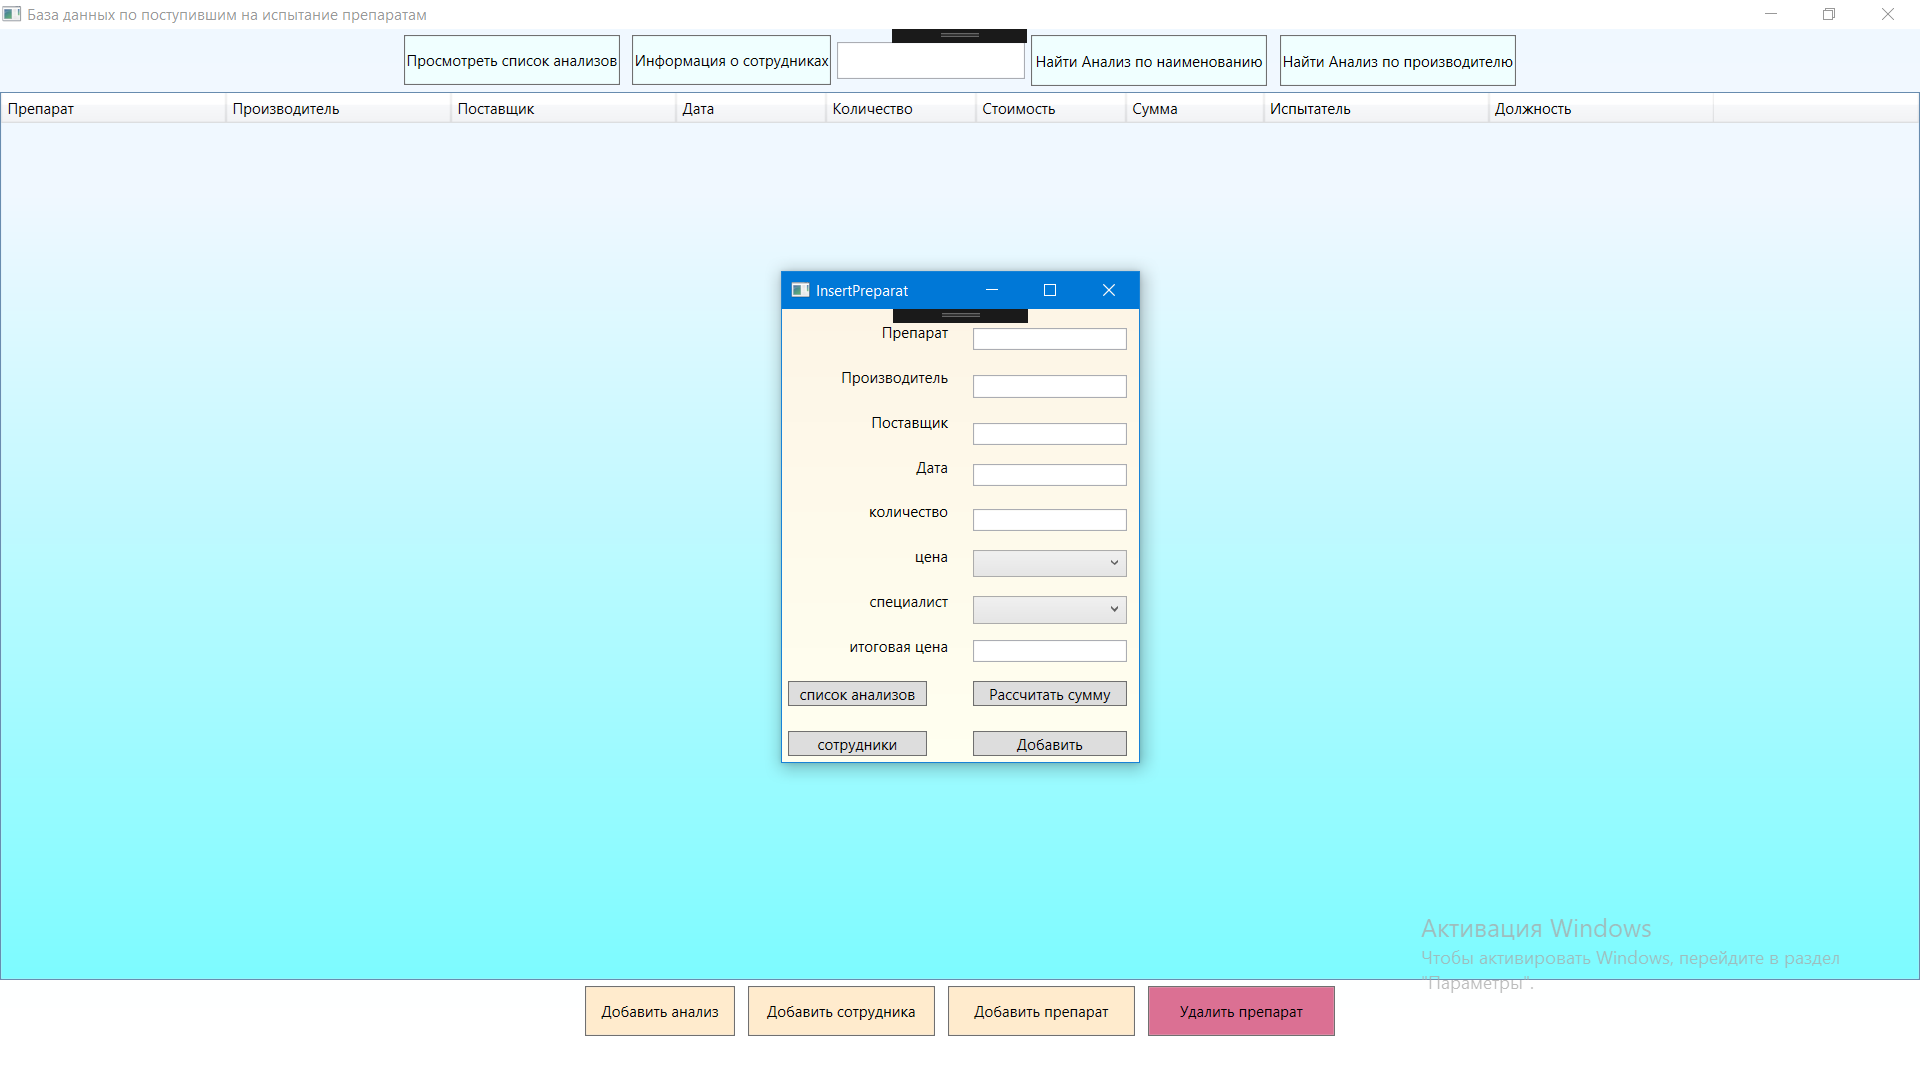 База данных по поступившим на испытание препаратам
Просмотреть список анализов
Информация о сотрудниках
Найти Анализ по наименованию
Найти Анализ по производителю
Препарат Производитель Поставщик Дата Количество Стоимость Сумма Испытатель Должность
InsertPreparat
Препарат
Производитель
Поставщик
Дата
количество
цена
специалист
итоговая цена
список анализов
Рассчитать сумму
сотрудники
Добавить
Активация Windows
Чтобы активировать Windows, перейдите в раздел
"Параметры".
Добавить анализ
Добавить сотрудника
Добавить препарат
Удалить препарат